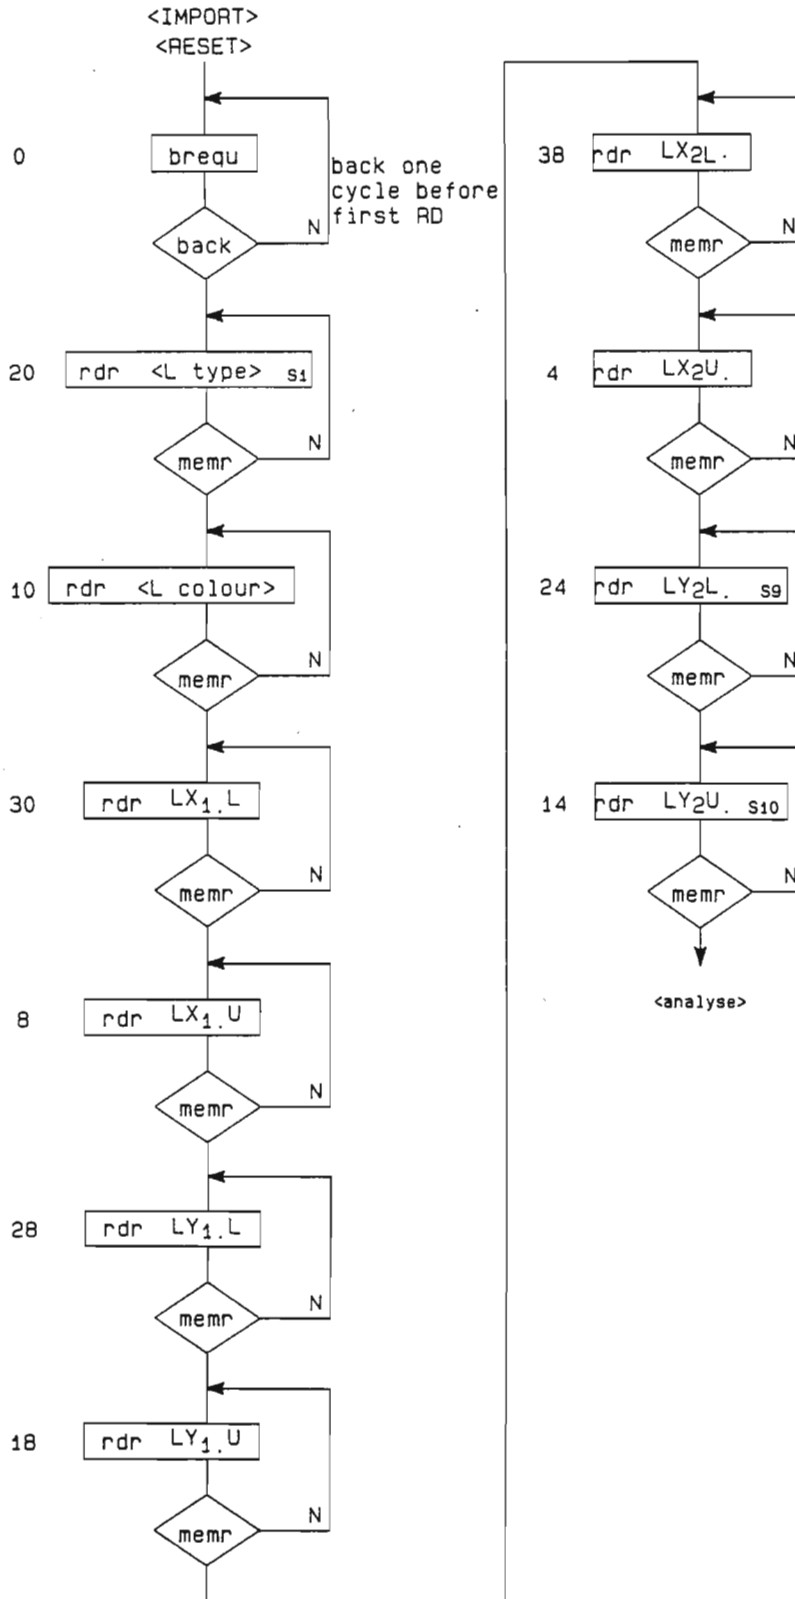 <IMPORT>
<RESET>
0
brequ
back one
cycle before
first RD
N
back
20
rdr <L type> S1
N
memr
10
rdr <L colour>
N
memr
30
rdr LX1.L
N
memr
8
rdr LX1.U
N
memr
28
rdr LY1.L
N
memr
18
rdr LY1.U
N
memr
38
rdr LX2L.
N
memr
4
rdr LX2U.
N
memr
24
rdr LY2L. S9
N
memr
14
rdr LY2U. S10
N
memr
<analyse>